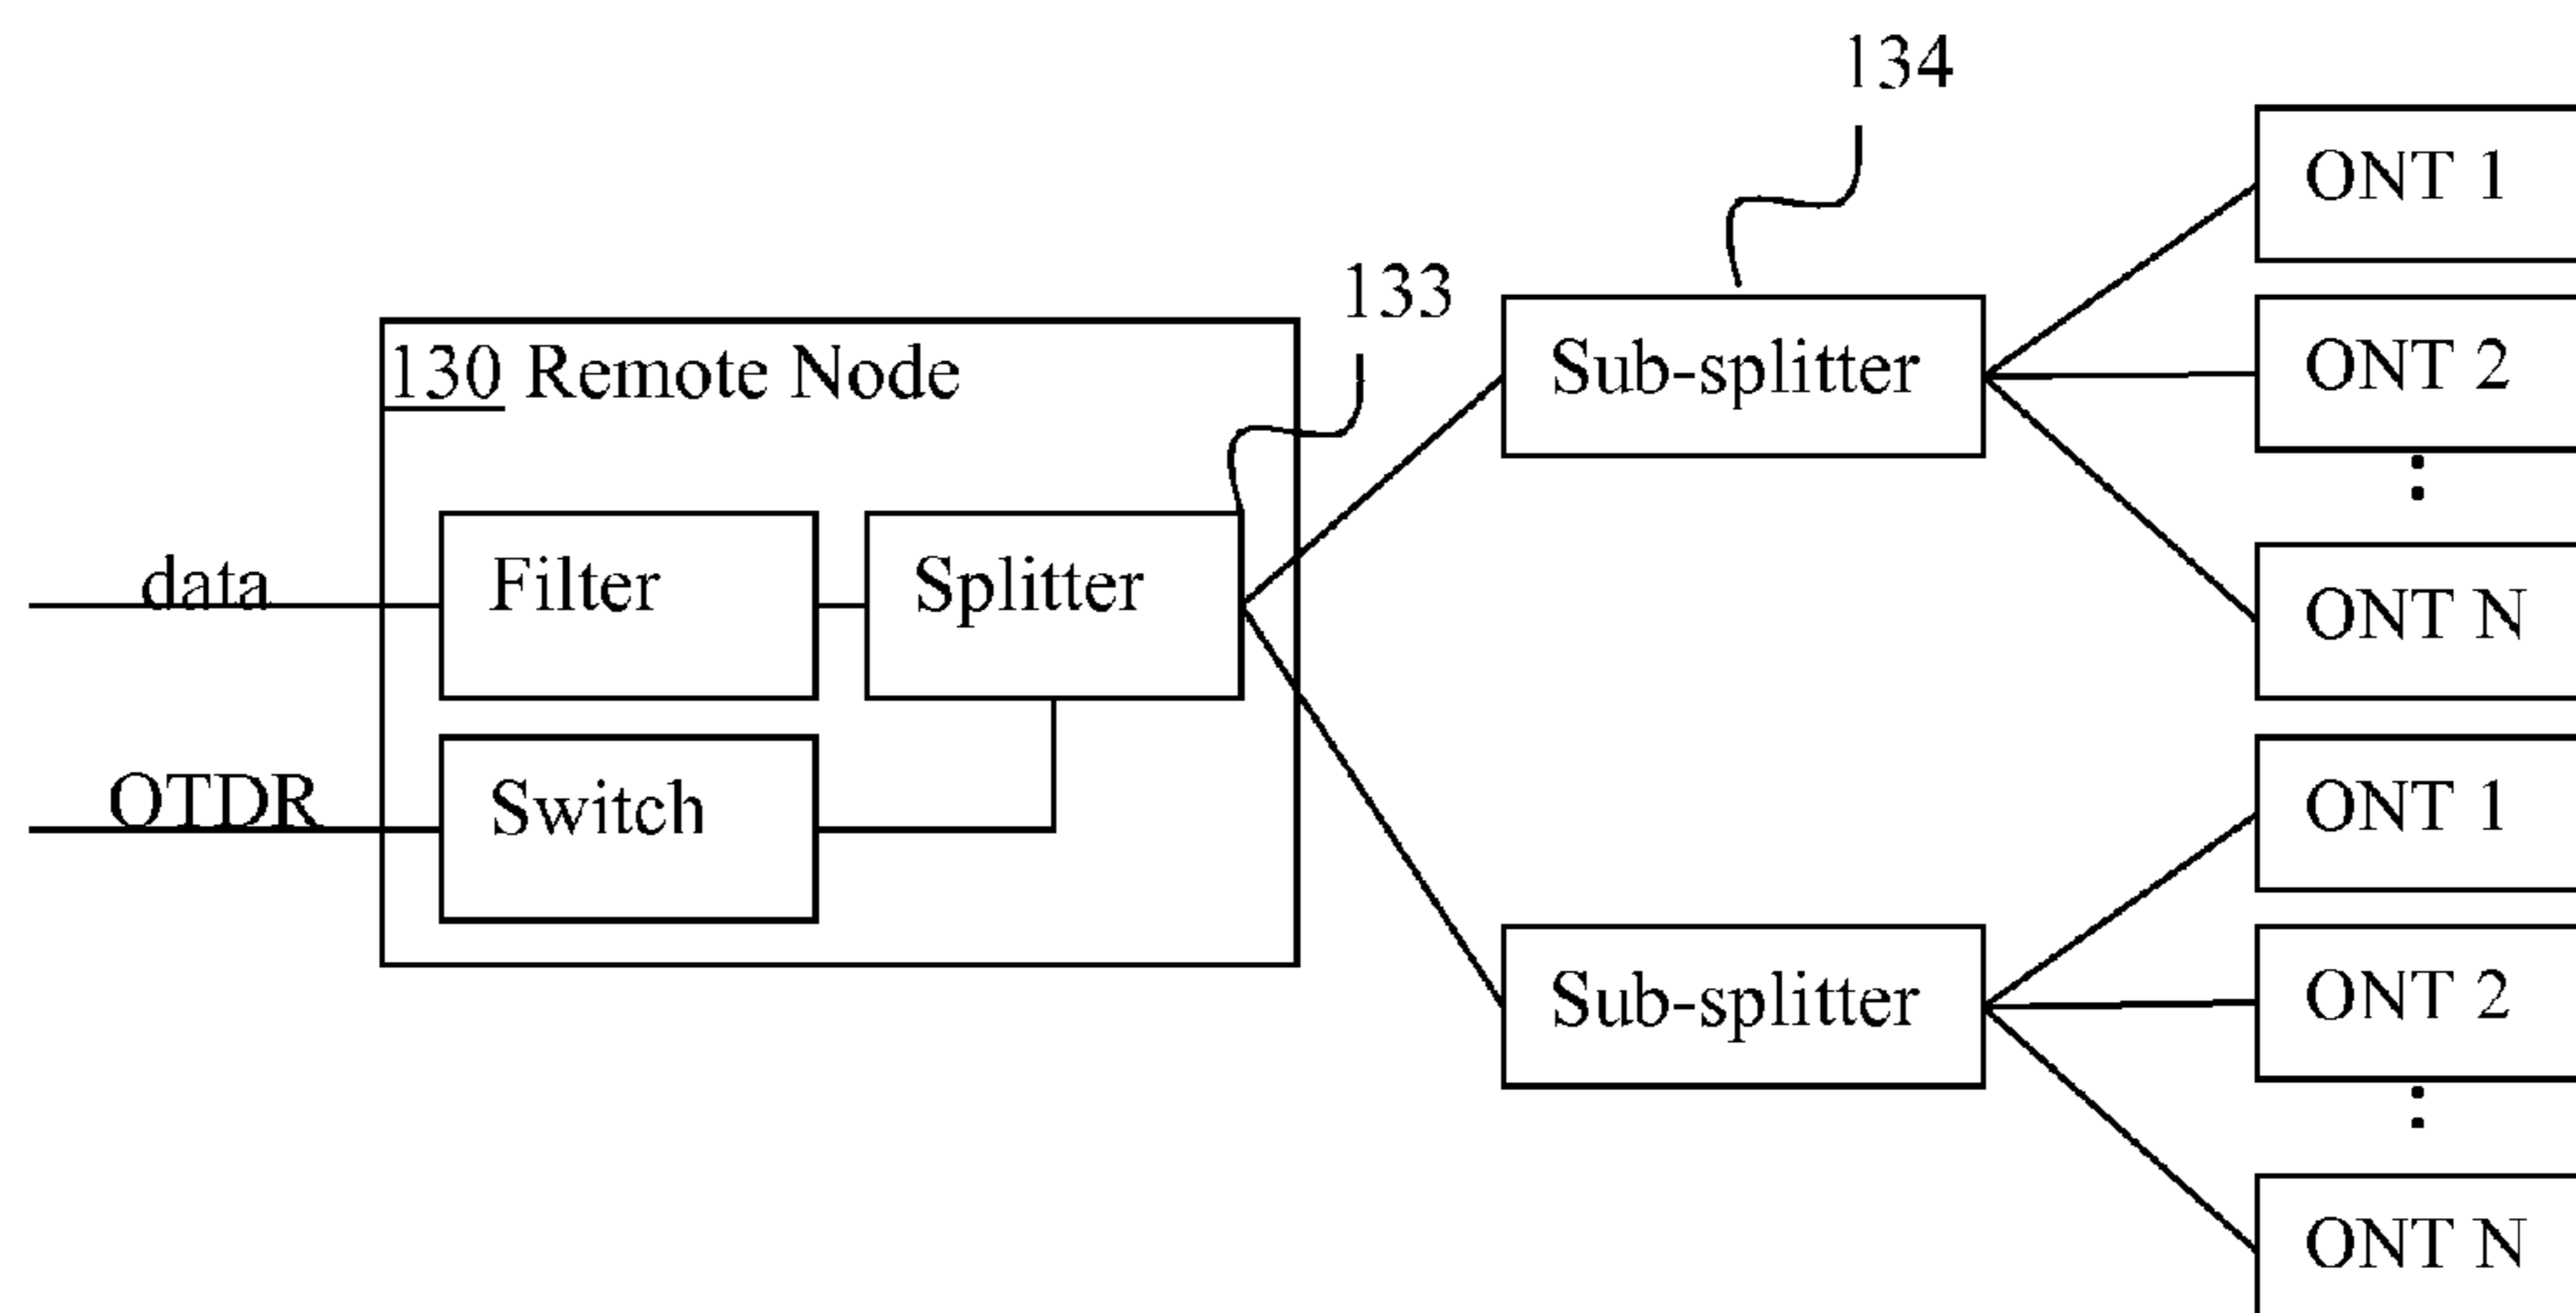 134
133
130 Remote Node
data
Filter
Splitter
OTDR
Switch
Sub-splitter
ONT 1
ONT 2
ONT N
Sub-splitter
ONT 1
ONT 2
ONT N